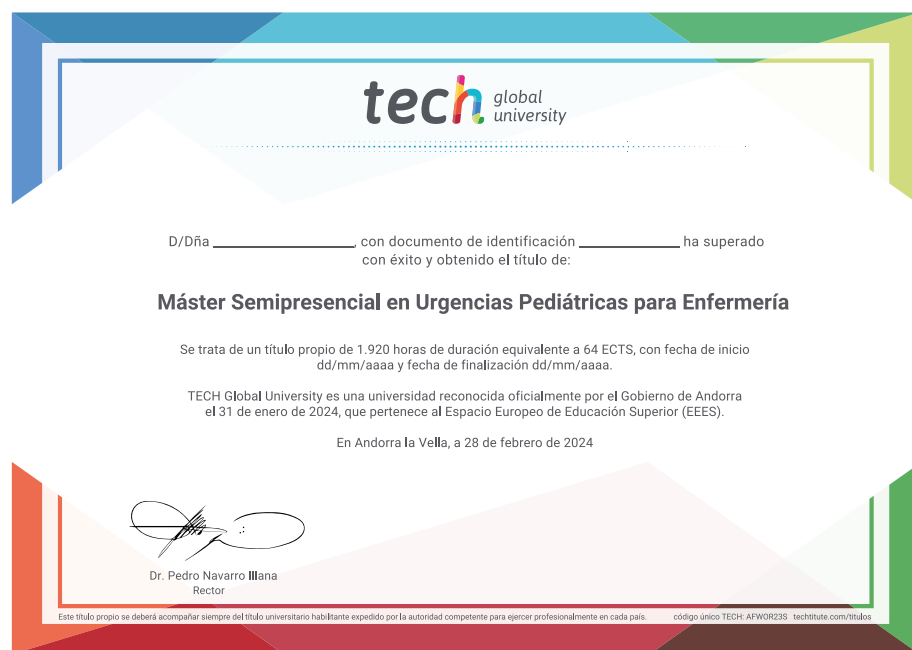 tech global university
D/Dña ______________, con documento de identificación __________ ha superado
con éxito y obtenido el título de:
Máster Semipresencial en Urgencias Pediátricas para Enfermería
Se trata de un título propio de 1.920 horas de duración equivalente a 64 ECTS, con fecha de inicio
dd/mm/aaaa y fecha de finalización dd/mm/aaaa.
TECH Global University es una universidad reconocida oficialmente por el Gobierno de Andorra
el 31 de enero de 2024, que pertenece al Espacio Europeo de Educación Superior (EEES).
En Andorra la Vella, a 28 de febrero de 2024
Dr. Pedro Navarro Illana
Rector
Este título propio se deberá acompañar siempre del título universitario habilitante expedido por la autoridad competente para ejercer profesionalmente en cada país. código único TECH: AFWOR23S techtitute.com/titulos